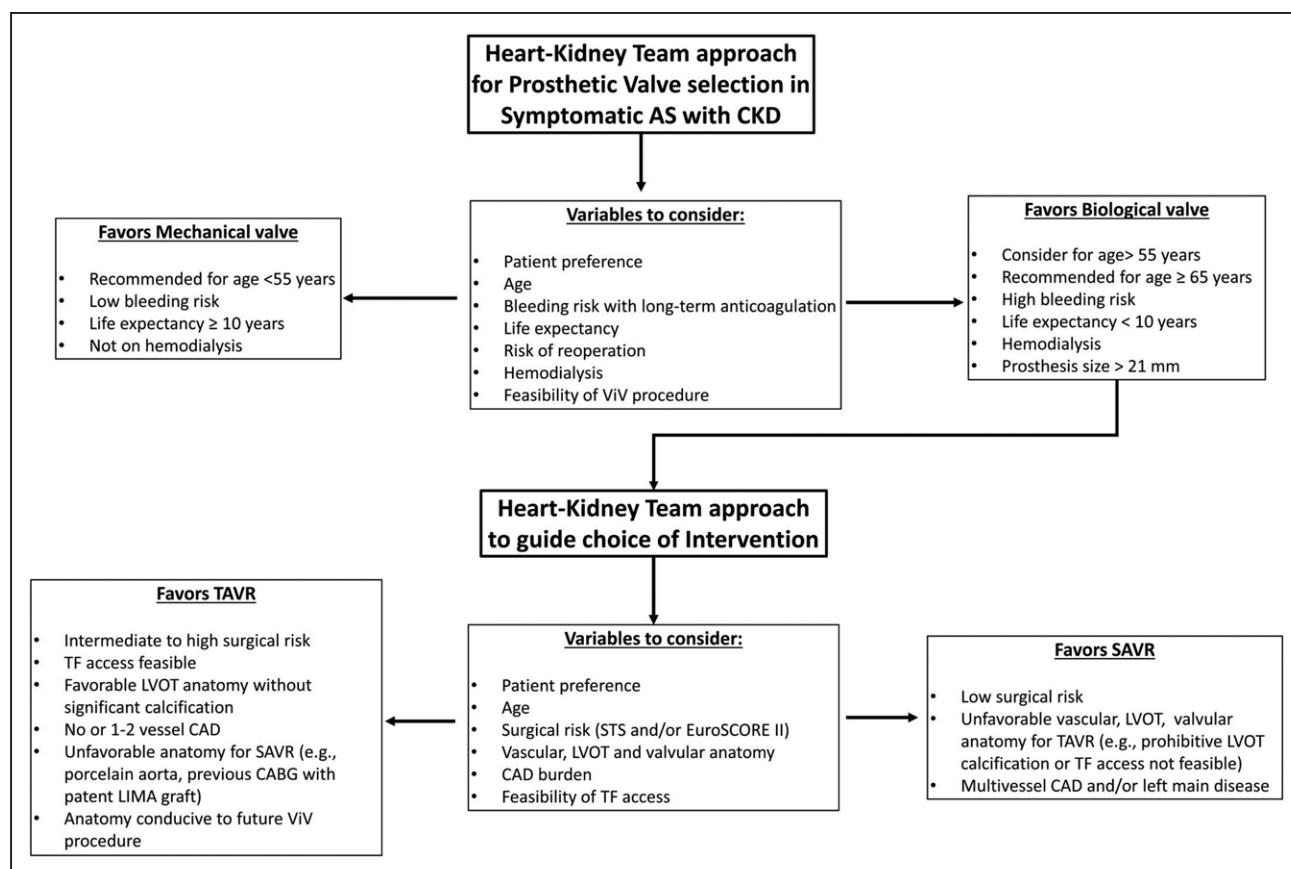 Heart-Kidney Team approach
for Prosthetic Valve selection in
Symptomatic AS with CKD
Favors Mechanical valve
• Recommended for age <55 years
• Low bleeding risk
• Life expectancy ≥ 10 years
• Not on hemodialysis
Variables to consider:
• Patient preference
• Age
• Bleeding risk with long-term anticoagulation
• Life expectancy
• Risk of reoperation
• Hemodialysis
• Feasibility of ViV procedure
Favors Biological valve
• Consider for age> 55 years
• Recommended for age ≥ 65 years
• High bleeding risk
• Life expectancy < 10 years
• Hemodialysis
• Prosthesis size > 21 mm
Heart-Kidney Team approach
to guide choice of Intervention
Favors TAVR
• Intermediate to high surgical risk
• TF access feasible
• Favorable LVOT anatomy without
significant calcification
• No or 1-2 vessel CAD
• Unfavorable anatomy for SAVR (e.g.,
porcelain aorta, previous CABG with
patent LIMA graft)
• Anatomy conducive to future ViV
procedure
Variables to consider:
• Patient preference
• Age
• Surgical risk (STS and/or EuroSCORE II)
• Vascular, LVOT and valvular anatomy
• CAD burden
• Feasibility of TF access
Favors SAVR
• Low surgical risk
• Unfavorable vascular, LVOT, valvular
anatomy for TAVR (e.g., prohibitive LVOT
calcification or TF access not feasible)
• Multivessel CAD and/or left main disease